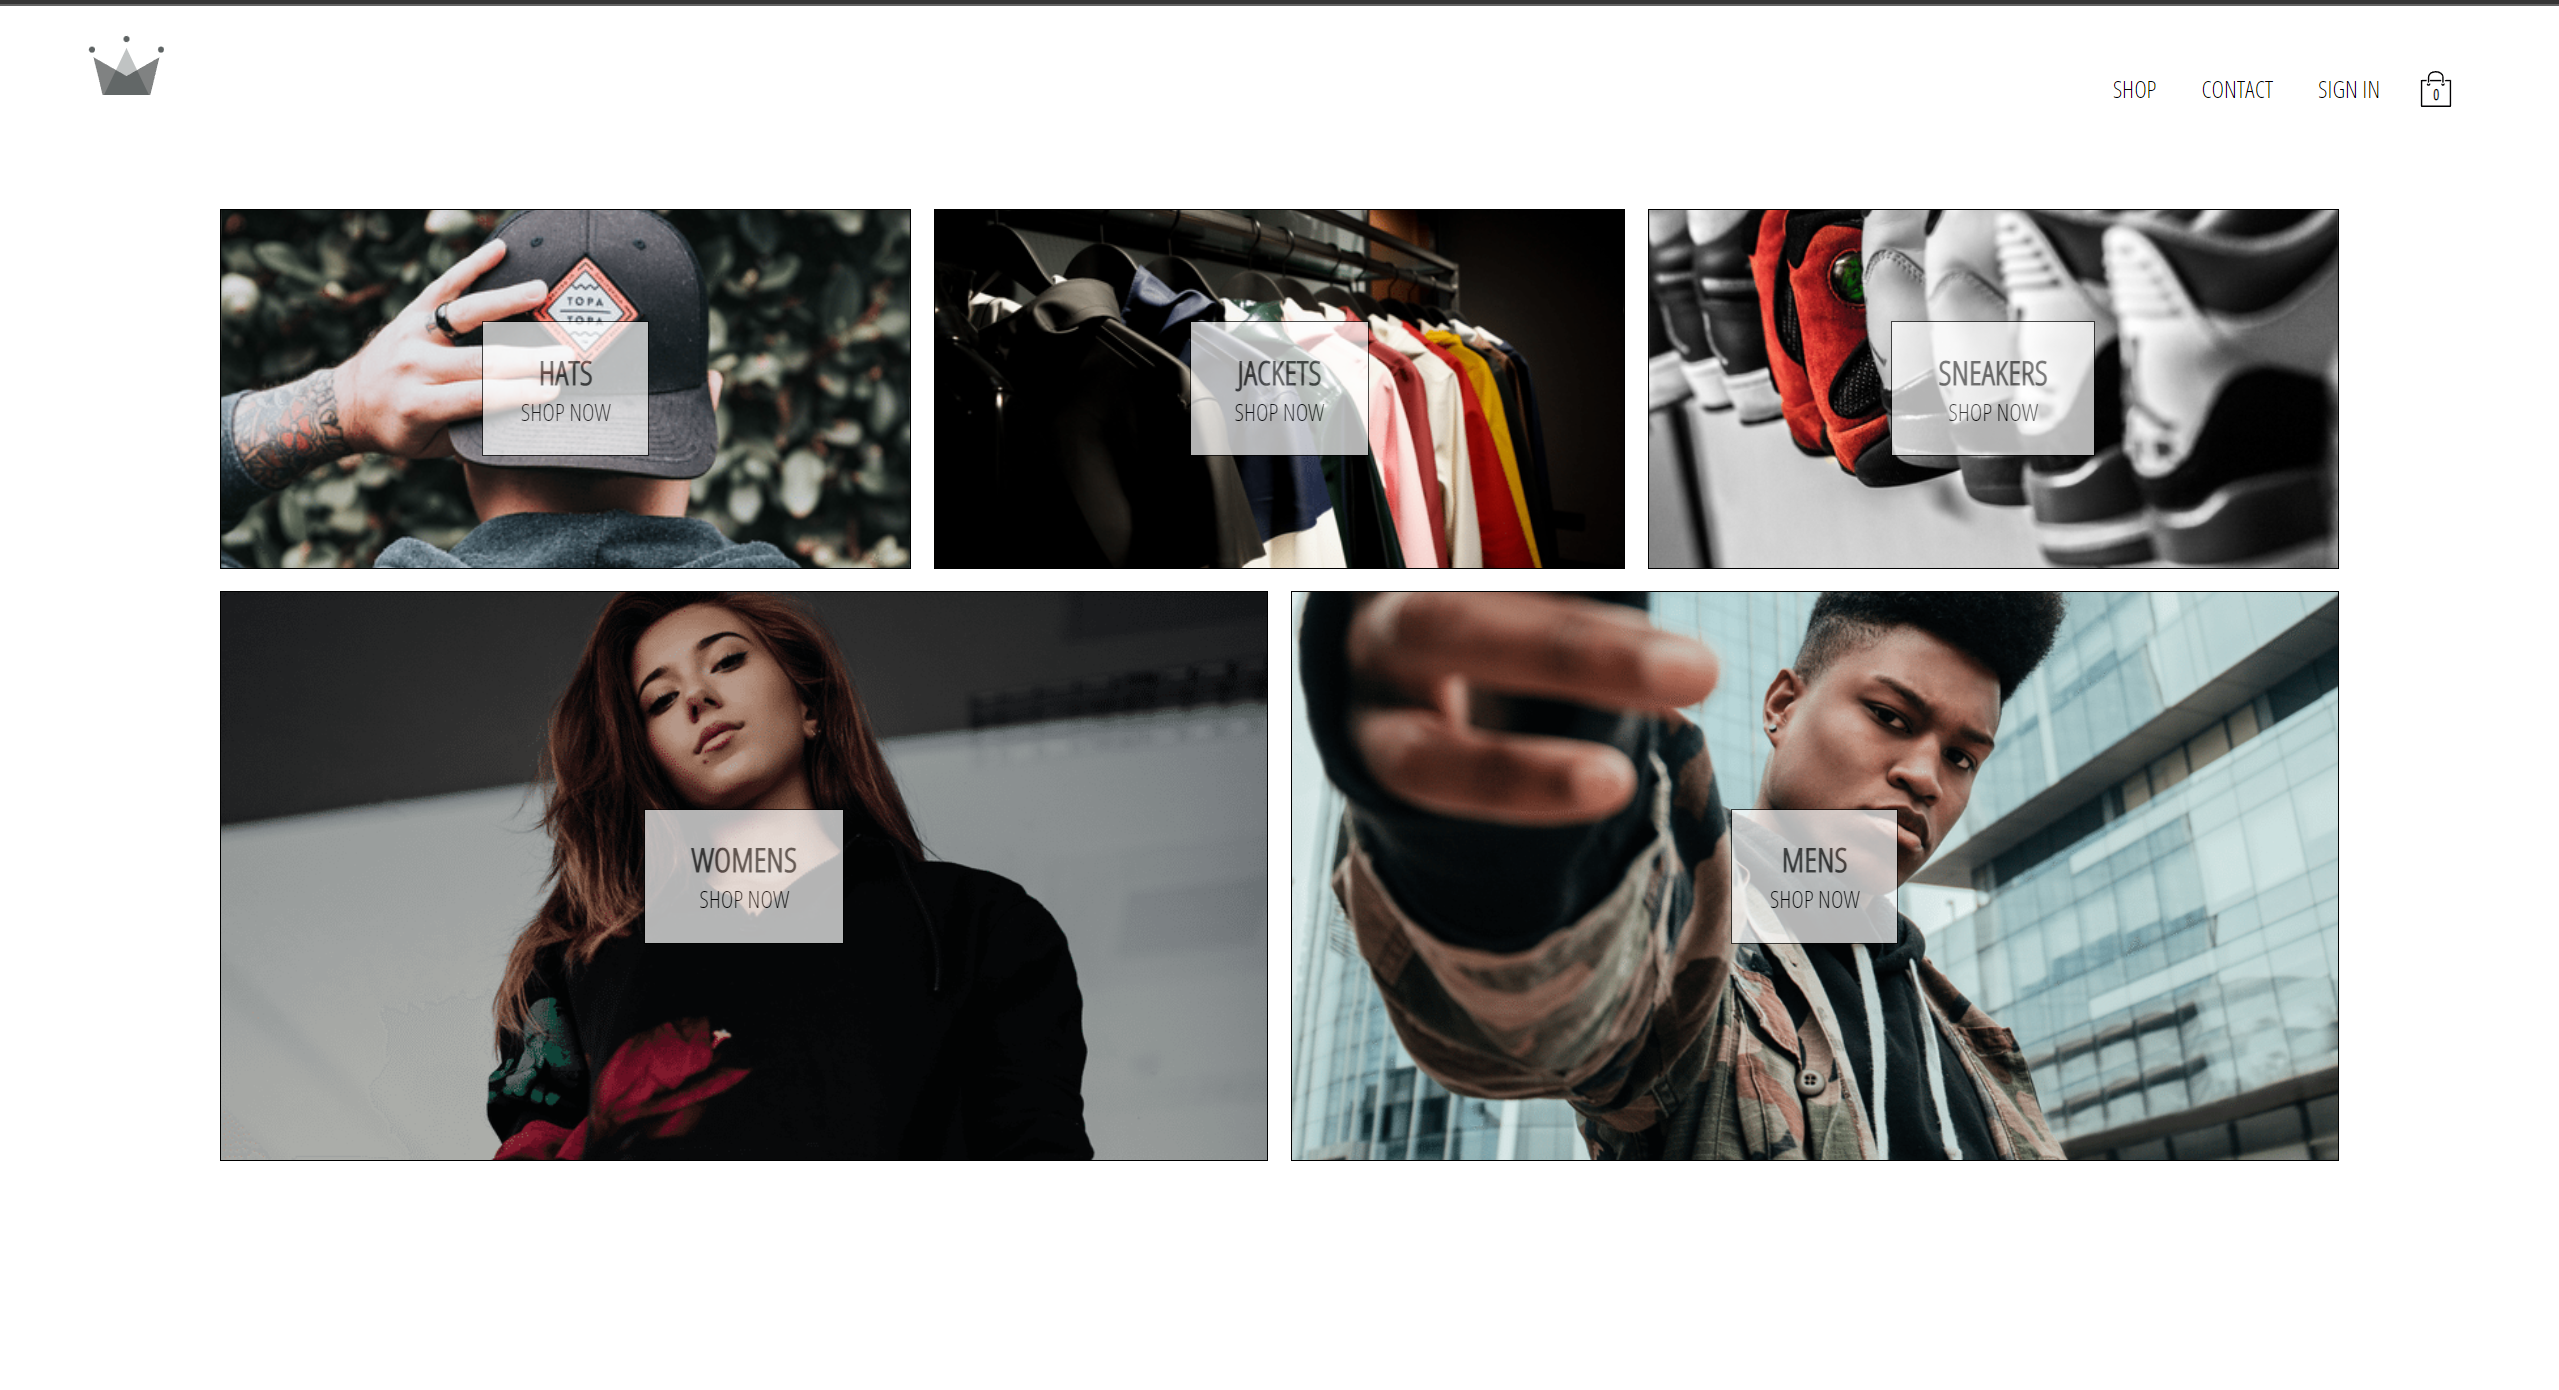 SHOP
CONTACT
SIGN IN
0
TOPA
TOPA
HATS
SHOP NOW
JACKETS
SHOP NOW
SNEAKERS
SHOP NOW
WOMENS
SHOP NOW
MENS
SHOP NOW